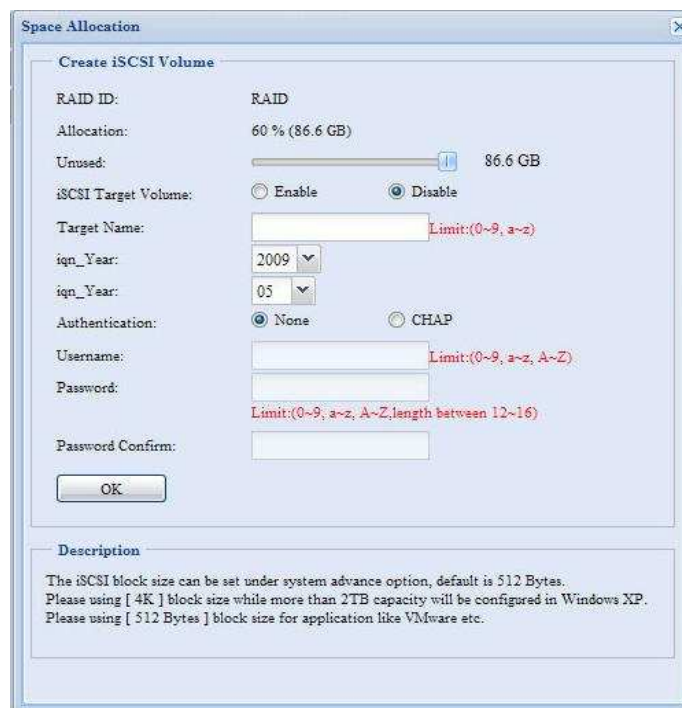 Space Allocation
Create iSCSI Volume
RAID ID: RAID
Allocation: 60 % (86.6 GB)
Unused: 86.6 GB
iSCSI Target Volume: Enable Disable
Target Name: Limit:(0~9, a~z)
iqn_Year: 2009
iqn_Year: 05
Authentication: None CHAP
Username: Limit:(0~9, a~z, A~Z)
Password:
Limit:(0~9, a~z, A~Z,length between 12~16)
Password Confirm:
OK
Description
The iSCSI block size can be set under system advance option, default is 512 Bytes.
Please using [ 4K ] block size while more than 2TB capacity will be configured in Windows XP.
Please using [ 512 Bytes ] block size for application like VMware etc.